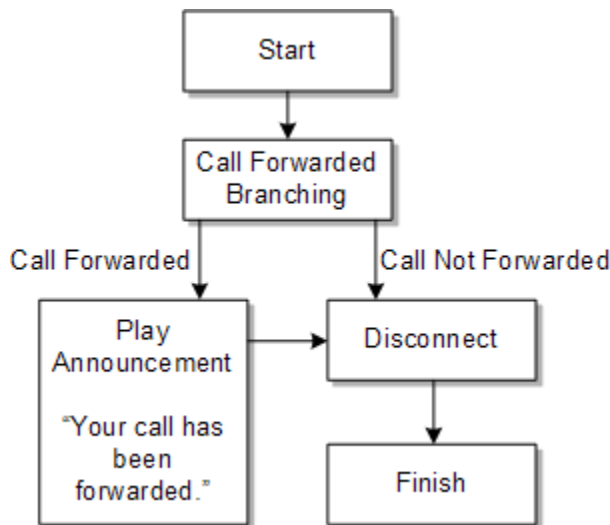 Start
Call Forwarded
Branching
Call Forwarded
Call Not Forwarded
Play
Announcement
“Your call has
been
forwarded.”
Disconnect
Finish